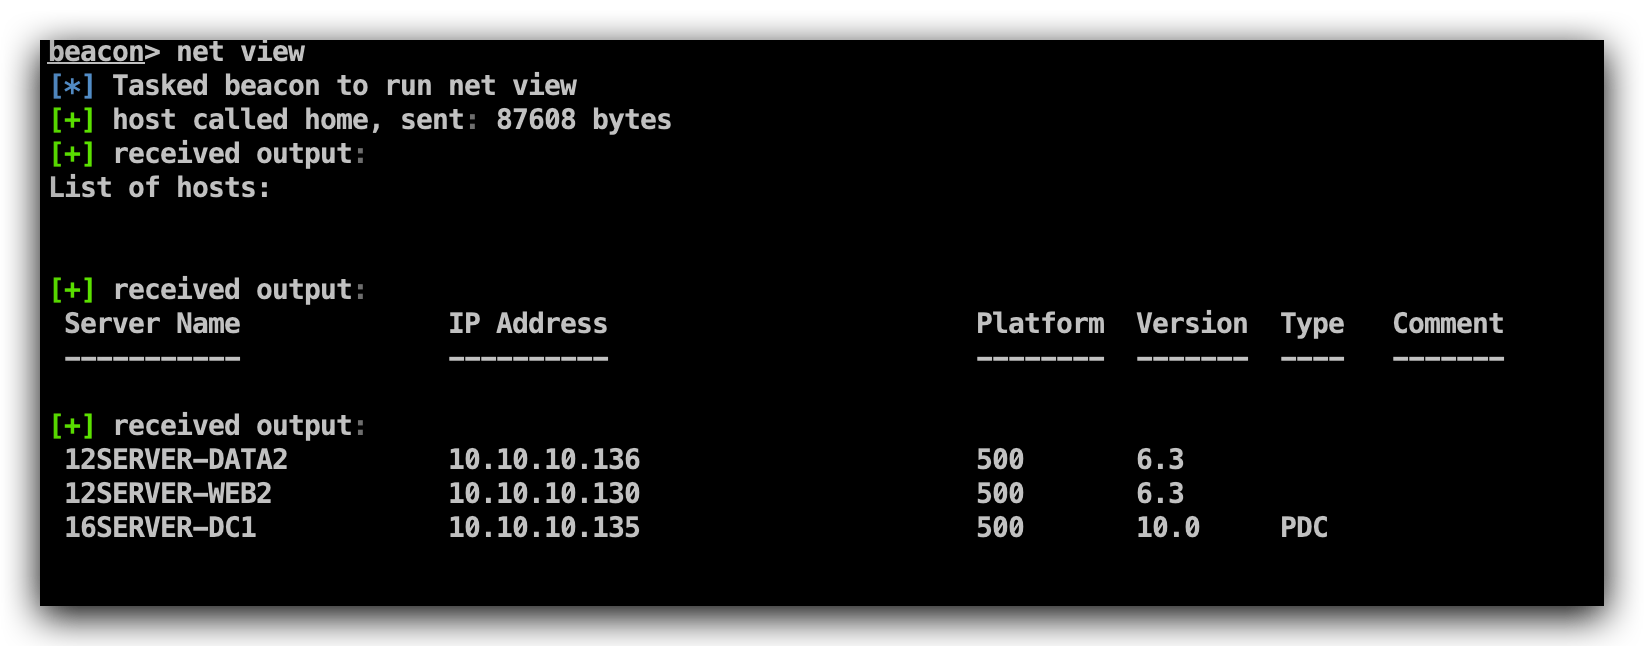 beacon> net view
[*] Tasked beacon to run net view
[+] host called home, sent: 87608 bytes
[+] received output:
List of hosts:
[+] received output:
Server Name IP Address Platform Version Type Comment
----------- ---------- -------- ------- ---- -------
[+] received output:
12SERVER-DATA2 10.10.10.136 500 6.3
12SERVER-WEB2 10.10.10.130 500 6.3
16SERVER-DC1 10.10.10.135 500 10.0 PDC